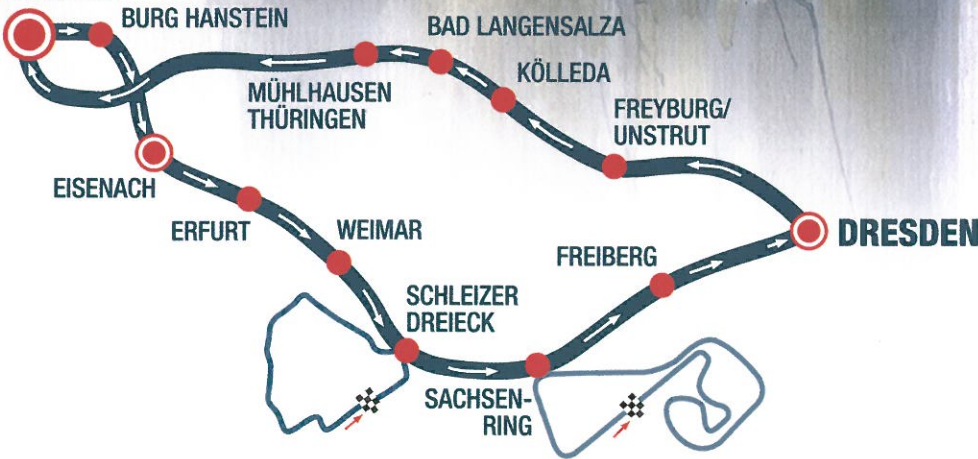 BURG HANSTEIN
BAD LANGENSALZA
KÖLLEDA
MÜHLHAUSEN
THÜRINGEN
FREYBURG/
UNSTRUT
EISENACH
ERFURT
WEIMAR
DRESDEN
FREIBERG
SCHLEIZER
DREIECK
SACHSEN-
RING